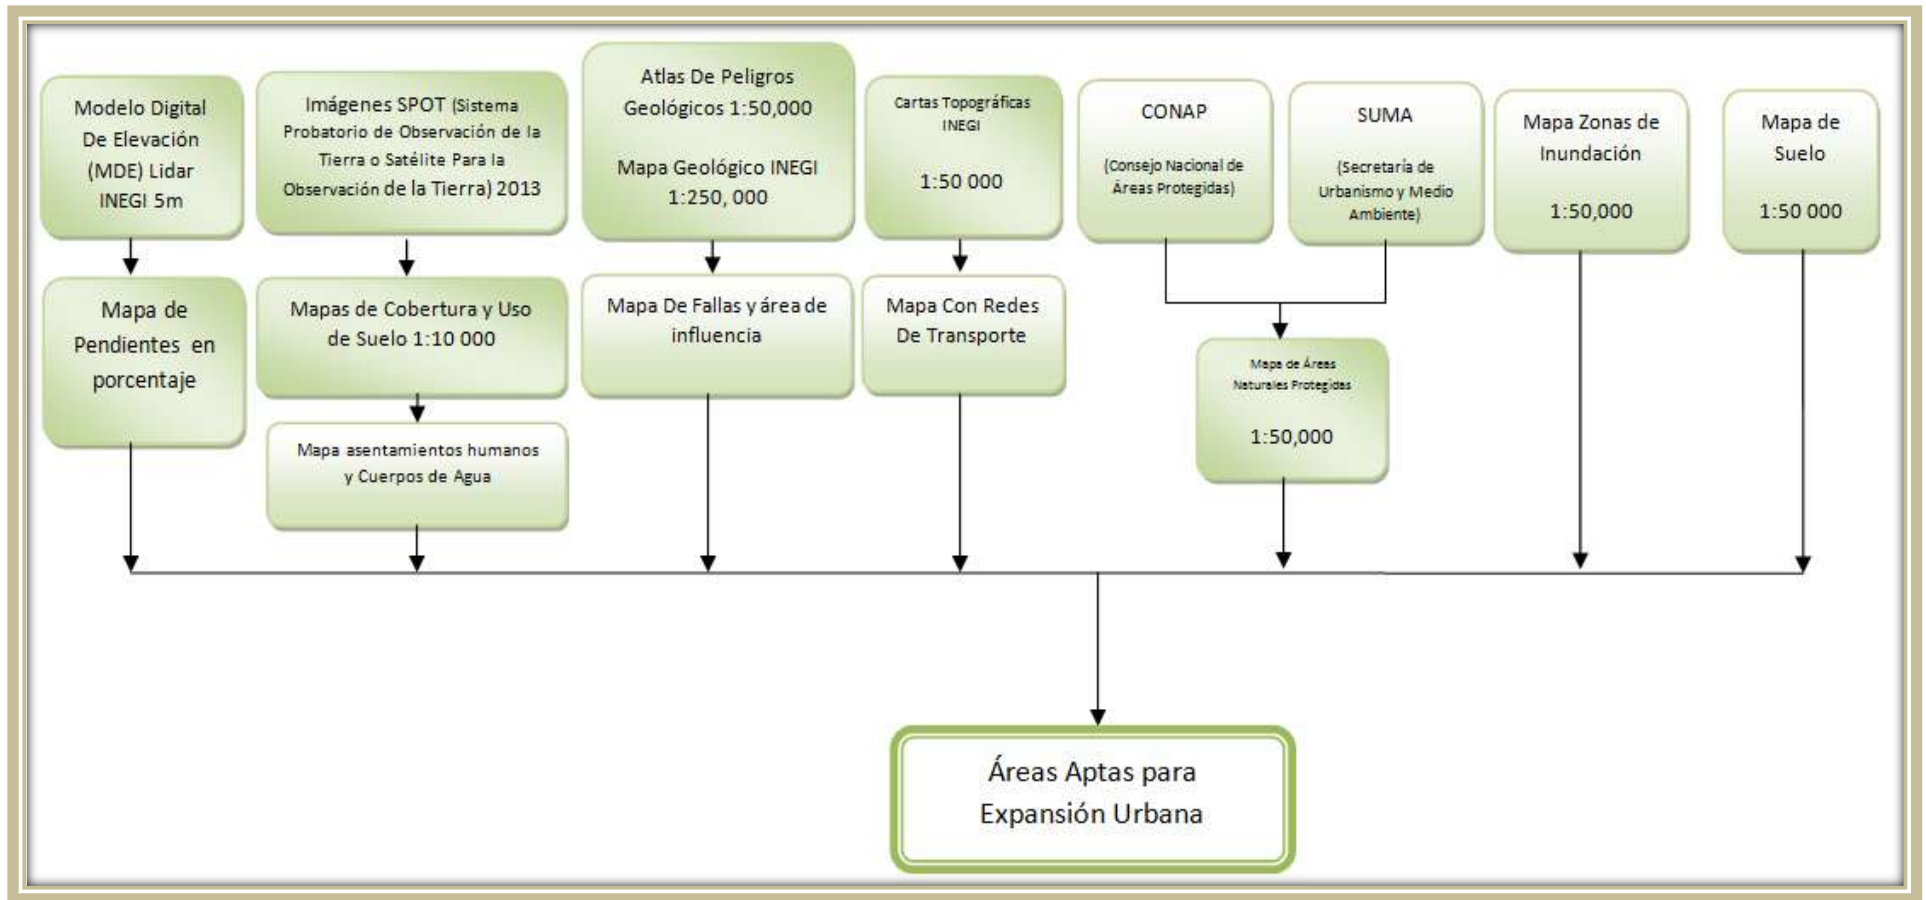 Modelo Digital
De Elevación
(MDE) Lidar
INEGI 5m
Imágenes SPOT (Sistema
Probatorio de Observación de la
Tierra o Satélite Para la
Observación de la Tierra) 2013
Atlas De Peligros
Geológicos 1:50,000
Mapa Geológico INEGI
1:250, 000
Cartas Topográficas
INEGI
1:50 000
CONAP
(Consejo Nacional de
Áreas Protegidas)
SUMA
(Secretaría de
Urbanismo y Medio
Ambiente)
Mapa Zonas de
Inundación
1:50,000
Mapa de
Suelo
1:50 000
Mapa de
Pendientes en
porcentaje
Mapas de Cobertura y Uso
de Suelo 1:10 000
Mapa De Fallas y área de
influencia
Mapa Con Redes
De Transporte
Mapa de Áreas
Naturales Protegidas
1:50,000
Mapa asentamientos humanos
y Cuerpos de Agua
Áreas Aptas para
Expansión Urbana